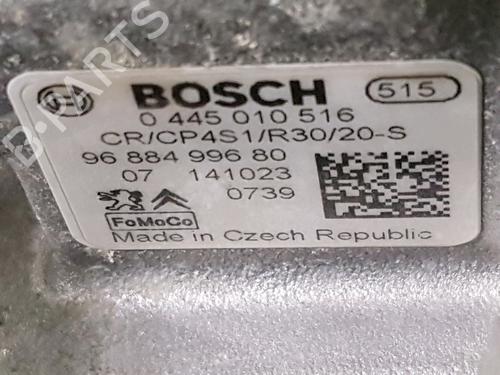 BOSCH 515
0 445 010 516
CR/CP4S1/R30/20-S
96 884 996 80
07 141023
0739
FoMoCo
Made in Czech Republic
B-PARTS